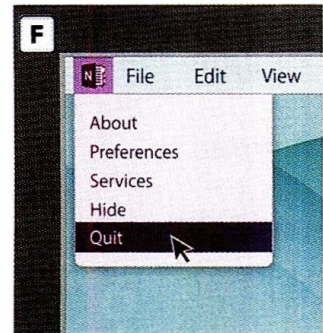 F
N File Edit View
About
Preferences
Services
Hide
Quit